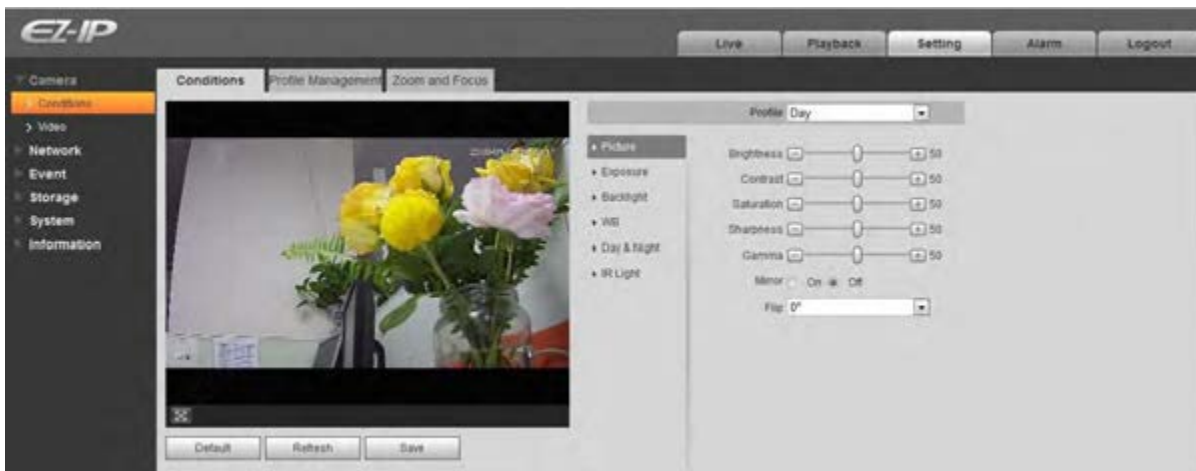 EZ-IP
Live
Playback
Setting
Alarm
Logout
Camera
Conditions
Video
Network
Event
Storage
System
Information
Conditions
Profile Management
Zoom and Focus
Default
Refresh
Save
Picture
Exposure
Backlight
WB
Day & Night
IR Light
Profile Day
Brightness 50
Contrast 50
Saturation 50
Sharpness 50
Gamma 50
Mirror On Off
Flip 0°